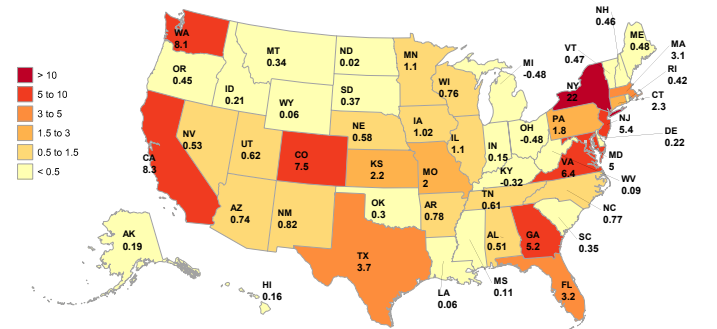 NH
0.46
WA
8.1
MT
0.34
ND
0.02
MN
1.1
VT
0.47
ME
0.48
MA
3.1
RI
0.42
OR
0.45
ID
0.21
SD
0.37
WI
0.76
MI
-0.48
NY
22
CT
2.3
> 10
5 to 10
3 to 5
1.5 to 3
0.5 to 1.5
< 0.5
WY
0.06
NE
0.58
IA
1.02
IL
1.1
IN
0.15
OH
-0.48
PA
1.8
NJ
5.4
DE
0.22
CA
8.3
NV
0.53
UT
0.62
CO
7.5
KS
2.2
MO
2
KY
-0.32
VA
6.4
MD
5
WV
0.09
AZ
0.74
NM
0.82
OK
0.3
AR
0.78
TN
0.61
NC
0.77
AK
0.19
TX
3.7
AL
0.51
GA
5.2
SC
0.35
HI
0.16
LA
0.06
MS
0.11
FL
3.2